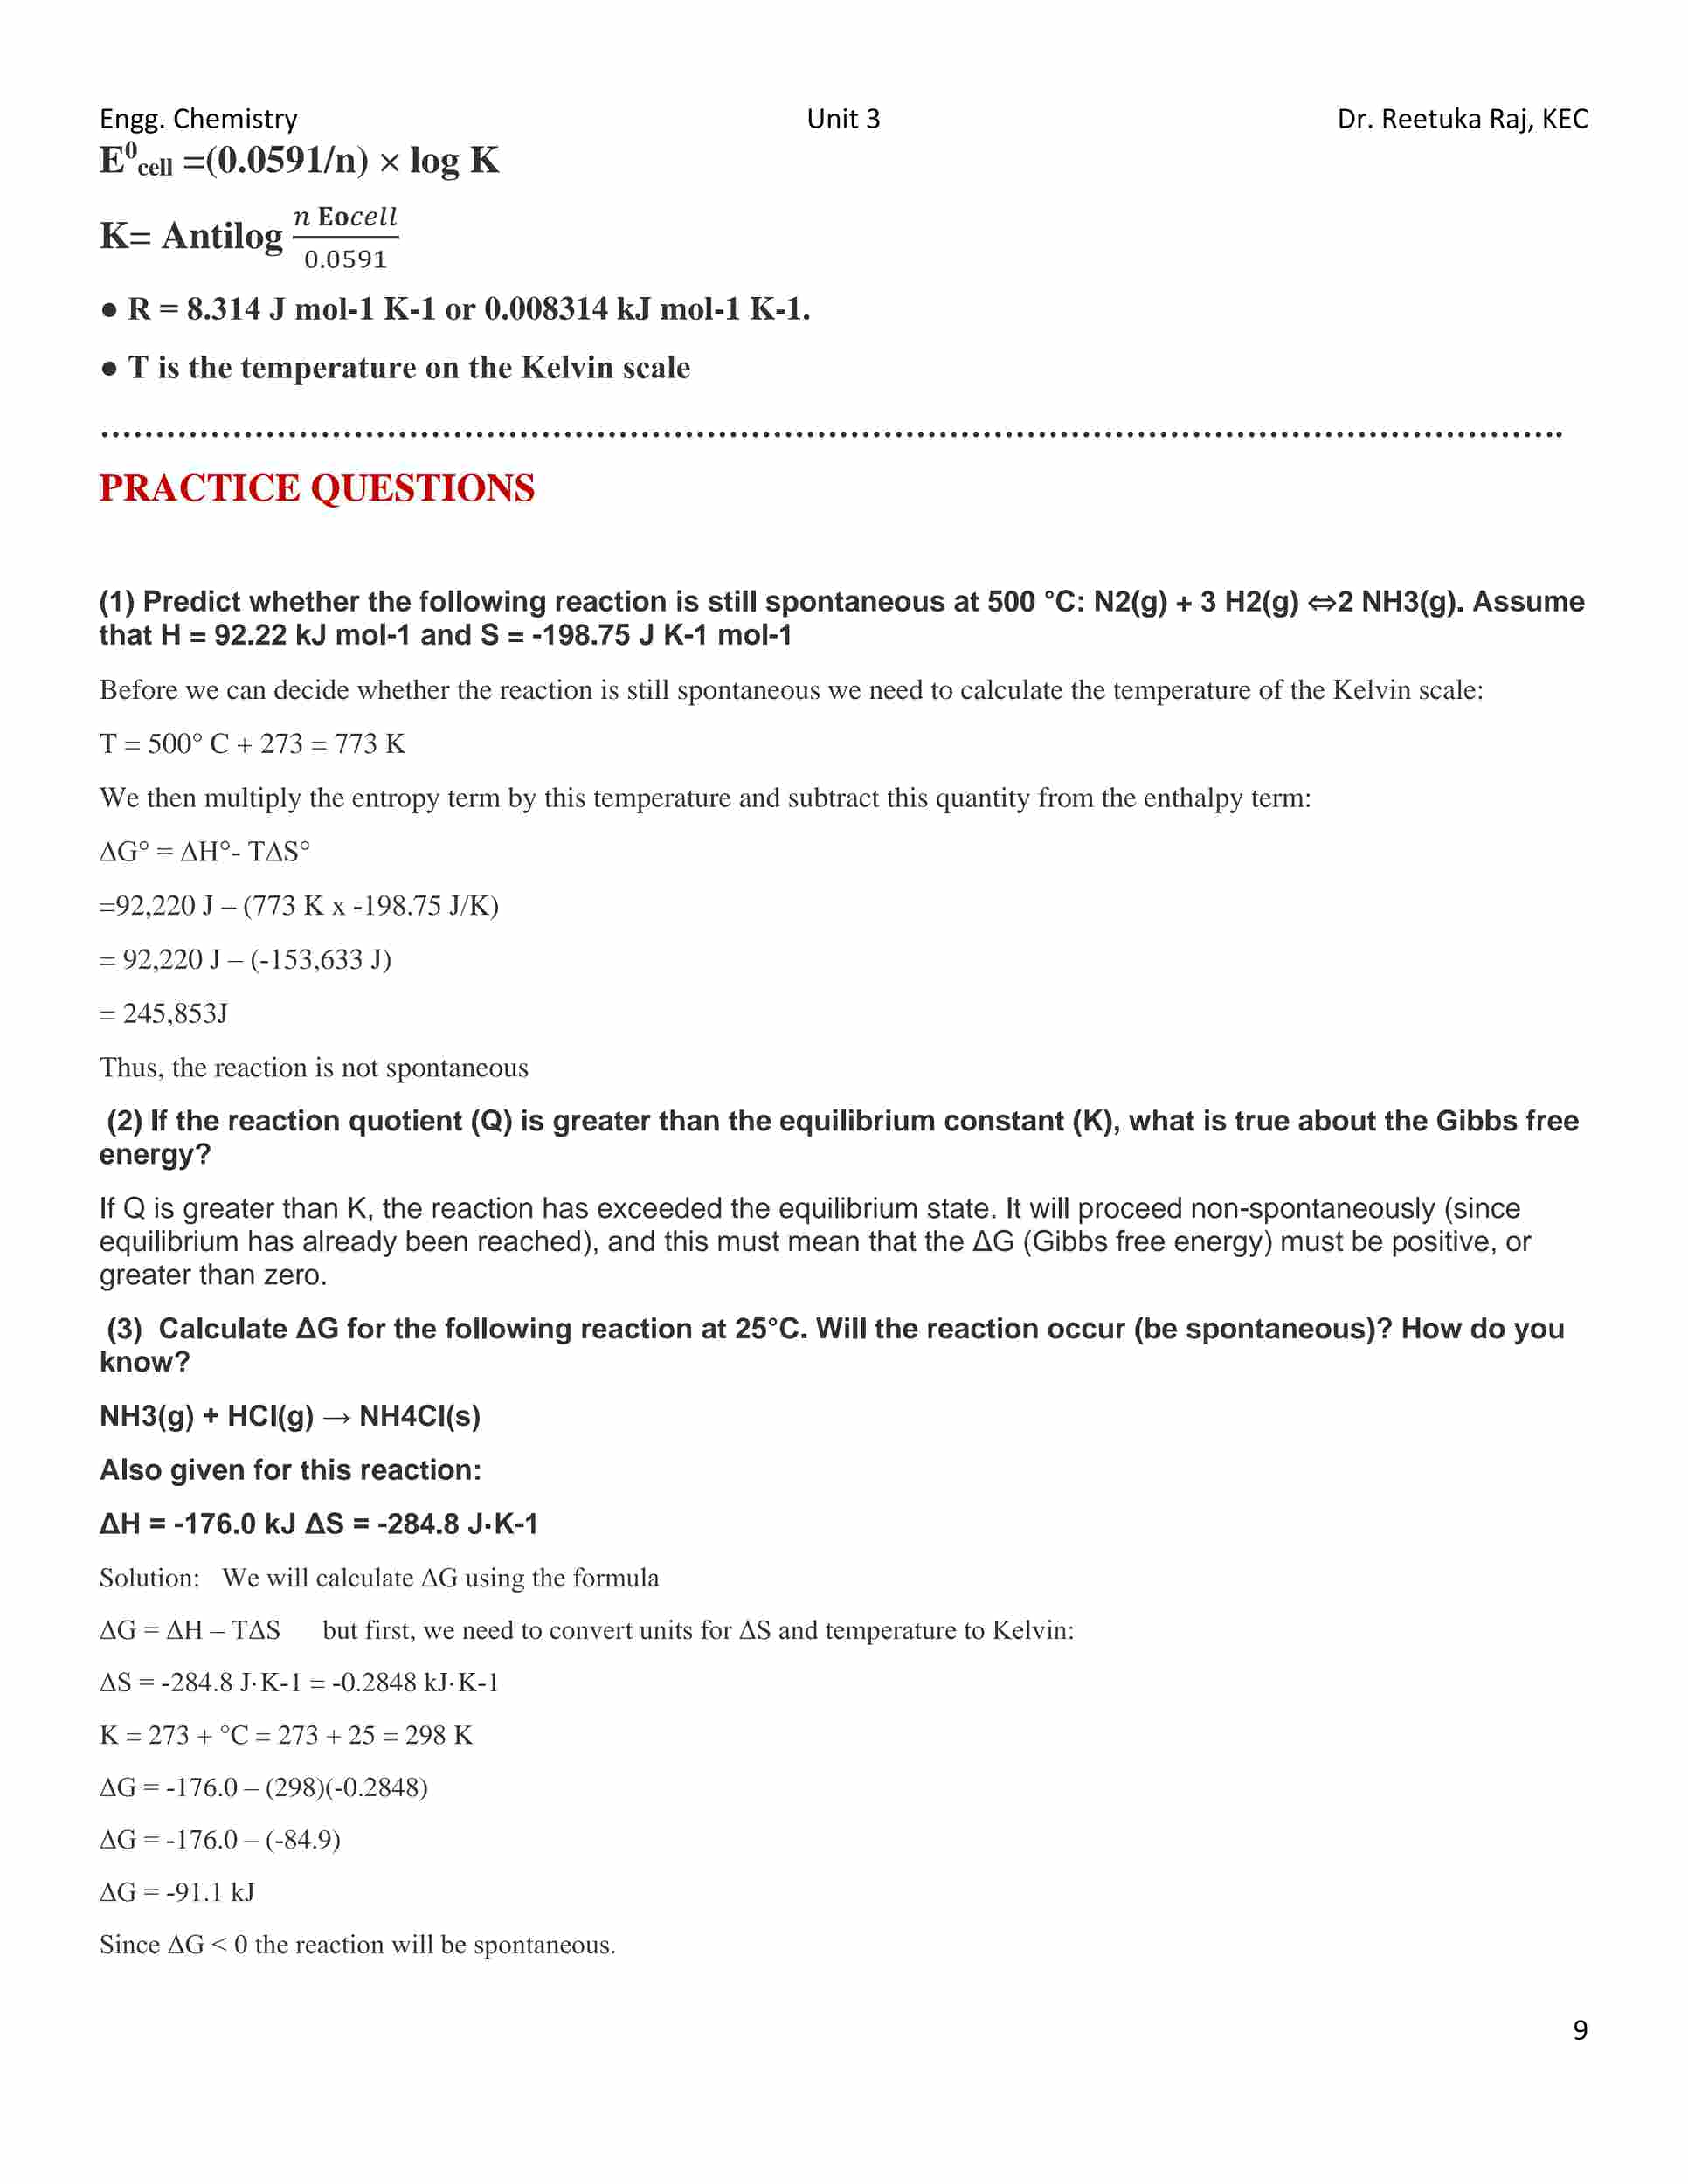 Engg. Chemistry Unit 3 Dr. Reetuka Raj, KEC
E⁰cell =(0.0591/n) × log K
K= Antilog n Eocell / 0.0591
● R = 8.314 J mol-1 K-1 or 0.008314 kJ mol-1 K-1.
● T is the temperature on the Kelvin scale
PRACTICE QUESTIONS
(1) Predict whether the following reaction is still spontaneous at 500 °C: N2(g) + 3 H2(g) ⇔2 NH3(g). Assume
that H = 92.22 kJ mol-1 and S = -198.75 J K-1 mol-1
Before we can decide whether the reaction is still spontaneous we need to calculate the temperature of the Kelvin scale:
T = 500° C + 273 = 773 K
We then multiply the entropy term by this temperature and subtract this quantity from the enthalpy term:
ΔG° = ΔH°- TΔS°
=92,220 J – (773 K x -198.75 J/K)
= 92,220 J – (-153,633 J)
= 245,853J
Thus, the reaction is not spontaneous
(2) If the reaction quotient (Q) is greater than the equilibrium constant (K), what is true about the Gibbs free
energy?
If Q is greater than K, the reaction has exceeded the equilibrium state. It will proceed non-spontaneously (since
equilibrium has already been reached), and this must mean that the ΔG (Gibbs free energy) must be positive, or
greater than zero.
(3) Calculate ΔG for the following reaction at 25°C. Will the reaction occur (be spontaneous)? How do you
know?
NH3(g) + HCl(g) → NH4Cl(s)
Also given for this reaction:
ΔH = -176.0 kJ ΔS = -284.8 J·K-1
Solution: We will calculate ΔG using the formula
ΔG = ΔH – TΔS but first, we need to convert units for ΔS and temperature to Kelvin:
ΔS = -284.8 J·K-1 = -0.2848 kJ·K-1
K = 273 + °C = 273 + 25 = 298 K
ΔG = -176.0 – (298)(-0.2848)
ΔG = -176.0 – (-84.9)
ΔG = -91.1 kJ
Since ΔG < 0 the reaction will be spontaneous.
9